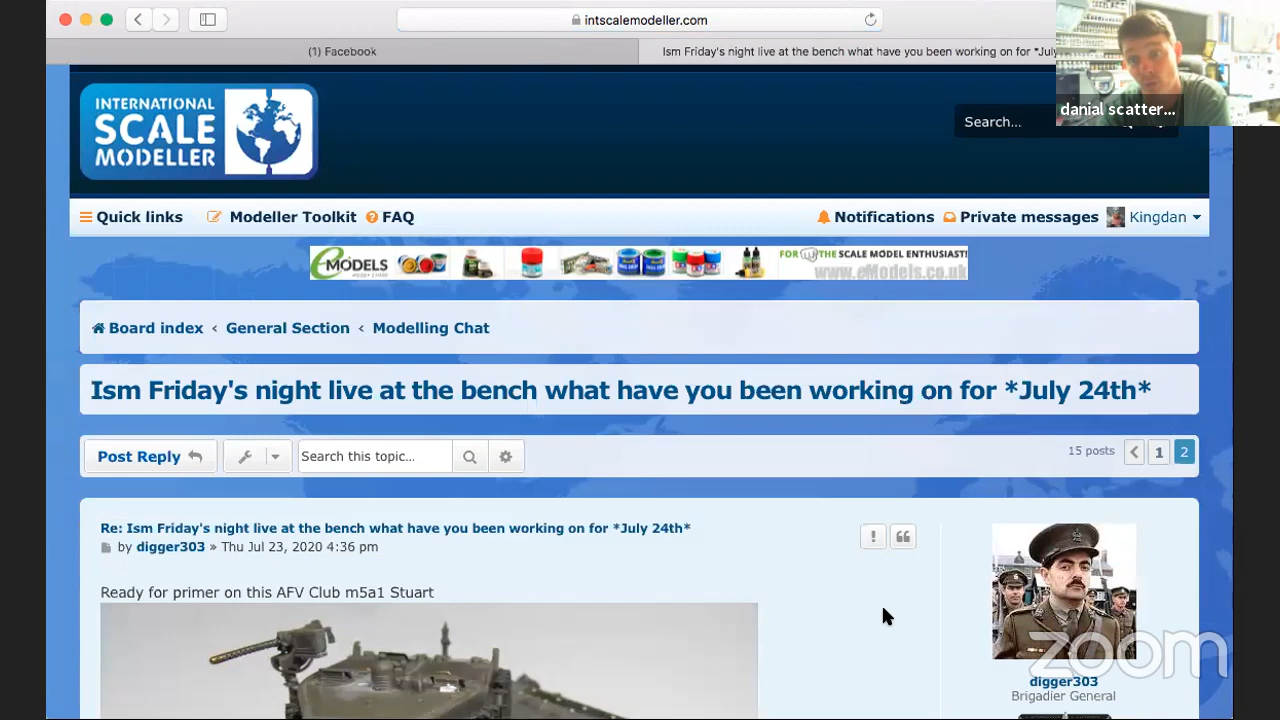 intscalemodeller.com
(1) Facebook
Ism Friday's night live at the bench what have you been working on for *July
danial scatter...
INTERNATIONAL
SCALE
MODELLER
Search...
Quick links
Modeller Toolkit
FAQ
Notifications
Private messages
Kingdan
eMODELS
FOR THE SCALE MODEL ENTHUSIAST!
www.eModels.co.uk
Board index ‹ General Section ‹ Modelling Chat
Ism Friday's night live at the bench what have you been working on for *July 24th*
Post Reply
Search this topic...
15 posts
1
2
Re: Ism Friday's night live at the bench what have you been working on for *July 24th*
by digger303 » Thu Jul 23, 2020 4:36 pm
Ready for primer on this AFV Club m5a1 Stuart
zoom
digger303
Brigadier General